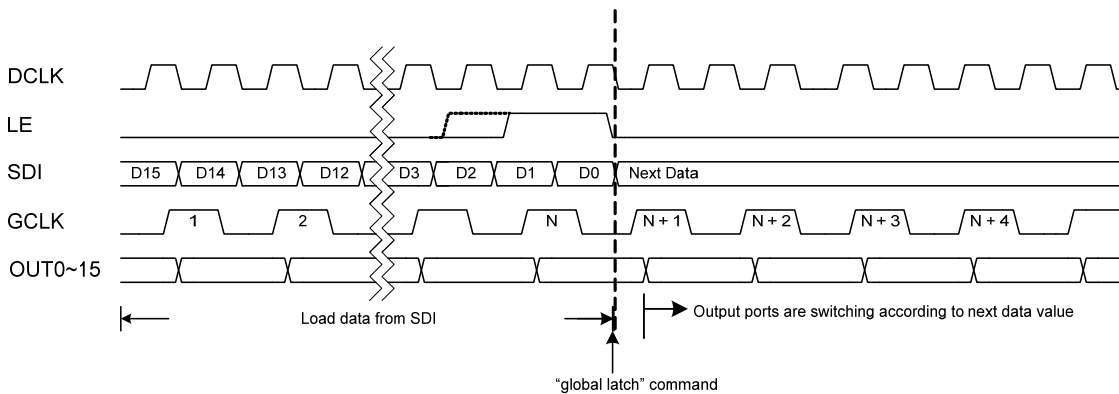 DCLK
LE
SDI D15 D14 D13 D12 D3 D2 D1 D0 Next Data
GCLK 1 2 N N + 1 N + 2 N + 3 N + 4
OUT0~15
Load data from SDI
Output ports are switching according to next data value
“global latch” command